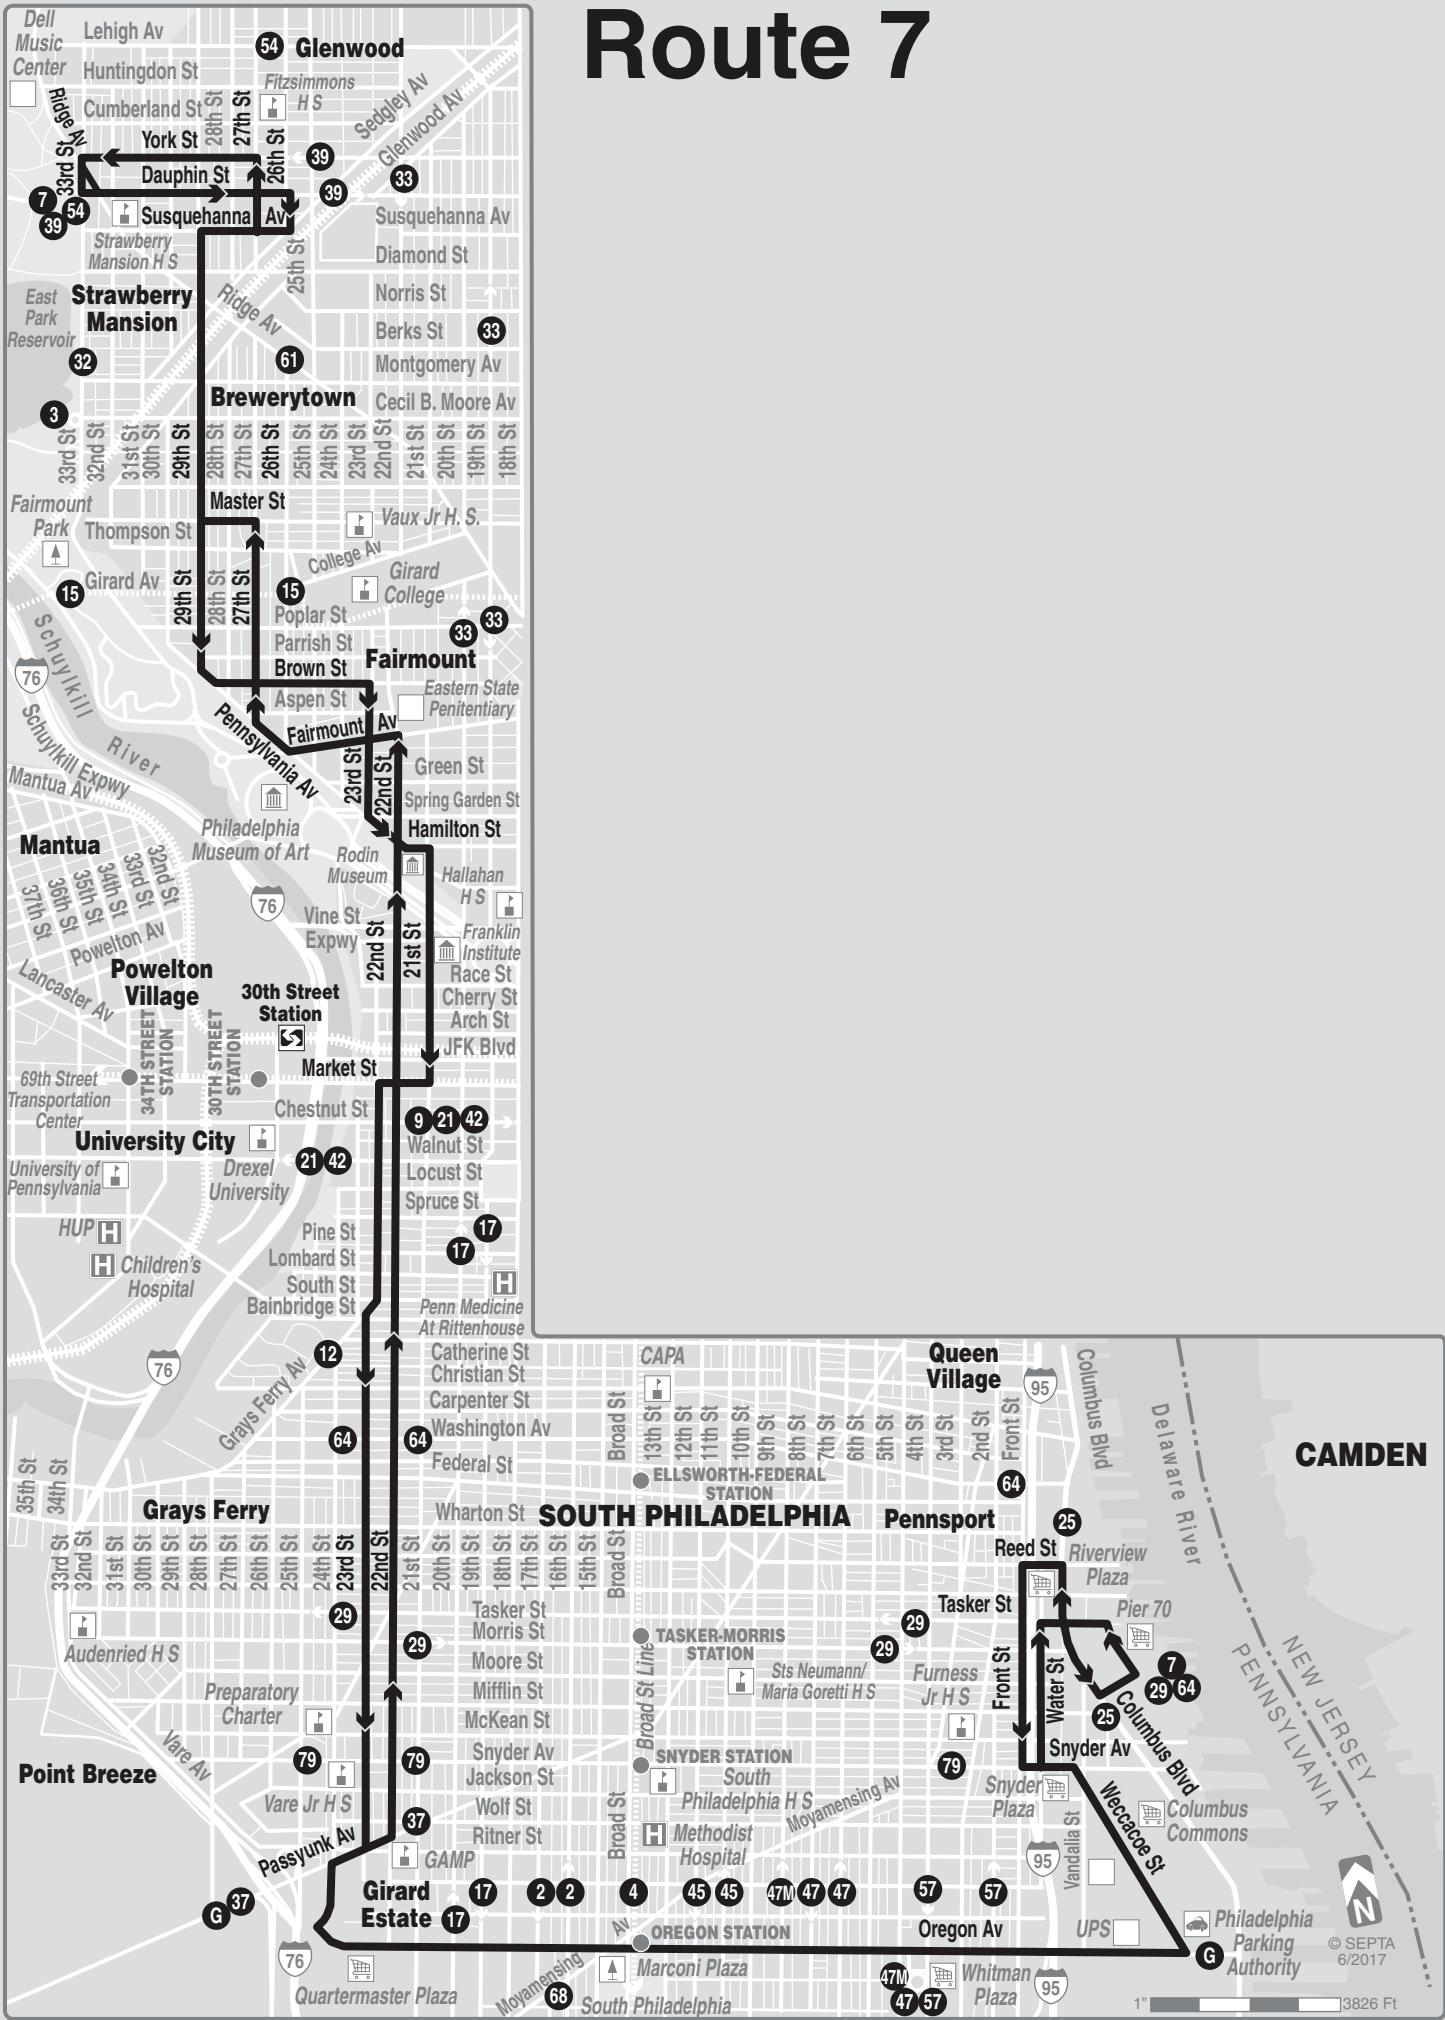 Route 7
Dell
Music
Center
Lehigh Av
54
Glenwood
Huntingdon St
Fitzsimmons
H S
Cumberland St
28th St
27th St
26th St
Ridge Av
Sedgley Av
Glenwood Av
York St
39
33rd St
Dauphin St
39
33
7
54
39
Susquehanna Av
Susquehanna Av
Strawberry
Mansion H S
25th St
Diamond St
East
Park
Reservoir
Strawberry
Mansion
Ridge Av
Norris St
Berks St
33
32
61
Montgomery Av
Brewerytown
Cecil B. Moore Av
3
33rd St
32nd St
31st St
30th St
29th St
28th St
27th St
26th St
25th St
24th St
23rd St
22nd St
21st St
20th St
19th St
18th St
Fairmount
Park
Master St
Thompson St
Vaux Jr H. S.
College Av
Girard
College
Girard Av
15
29th St
28th St
27th St
15
Poplar St
33
33
Parrish St
Fairmount
Schuylkill
River
76
Brown St
Aspen St
Eastern State
Penitentiary
Schuylkill Expwy
Pennsylvania Av
Fairmount Av
23rd St
22nd St
Green St
Mantua Av
Spring Garden St
Philadelphia
Museum of Art
Hamilton St
Mantua
Rodin
Museum
Hallahan
H S
37th St
36th St
35th St
34th St
33rd St
32nd St
76
Vine St
Expwy
22nd St
21st St
Franklin
Institute
Powelton Av
Lancaster Av
Powelton
Village
Race St
Cherry St
Arch St
JFK Blvd
30th Street
Station
34TH STREET
STATION
30TH STREET
STATION
Market St
69th Street
Transportation
Center
Chestnut St
9
21
42
University City
Walnut St
21
42
University of
Pennsylvania
Drexel
University
Locust St
Spruce St
HUP
H
Pine St
17
17
Lombard St
H
Children's
Hospital
South St
H
Bainbridge St
Penn Medicine
At Rittenhouse
12
Catherine St
Christian St
Carpenter St
Washington Av
Federal St
76
Grays Ferry Av
64
64
CAPA
Broad St
13th St
12th St
11th St
10th St
9th St
8th St
7th St
6th St
5th St
4th St
3rd St
2nd St
Front St
Queen
Village
95
Columbus Blvd
Delaware River
CAMDEN
35th St
34th St
ELLSWORTH-FEDERAL
STATION
64
Grays Ferry
Wharton St
SOUTH PHILADELPHIA
Pennsport
25
33rd St
32nd St
31st St
30th St
29th St
28th St
27th St
26th St
25th St
24th St
23rd St
22nd St
21st St
20th St
19th St
18th St
17th St
16th St
15th St
Broad St
Reed St
Riverview
Plaza
Tasker St
Pier 70
29
Tasker St
Morris St
29
29
29
Audenried H S
TASKER-MORRIS
STATION
Moore St
Sts Neumann/
Maria Goretti H S
Furness
Jr H S
Front St
Water St
7
29
64
25
Mifflin St
Preparatory
Charter
McKean St
Broad St Line
Columbus Blvd
NEW JERSEY
PENNSYLVANIA
Vare Av
Point Breeze
79
79
Snyder Av
SNYDER STATION
79
Snyder Av
Jackson St
South
Philadelphia H S
Vare Jr H S
Wolf St
Moyamensing Av
Snyder
Plaza
Weccacoe St
Columbus
Commons
37
Passyunk Av
Ritner St
Broad St
H
Methodist
Hospital
Vandalia St
GAMP
95
G
37
Girard
Estate
17
17
2
2
4
45
45
47M
47
47
57
57
Oregon Av
UPS
Philadelphia
Parking
Authority
G
N
© SEPTA
6/2017
76
OREGON STATION
Moyamensing Av
Marconi Plaza
Quartermaster Plaza
68
South Philadelphia
47M
47
57
Whitman
Plaza
95
1" 3826 Ft